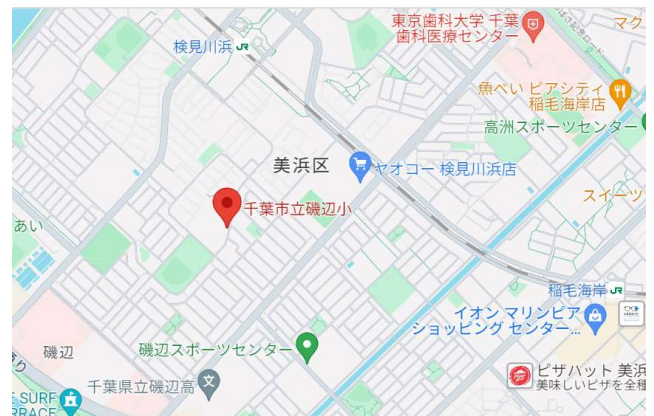 東京歯科大学 千葉
歯科医療センター
マク
検見川浜
魚べい ピアシティ
稲毛海岸店
高洲スポーツセンター
美浜区
ヤオコー 検見川浜店
千葉市立磯辺小
スイーツ
あい
稲毛海岸
イオン マリンピア
ショッピング センター...
磯辺
磯辺スポーツセンター
千葉県立磯辺高
文
ピザハット 美浜
美味しいピザを全種
SURF
RRACE